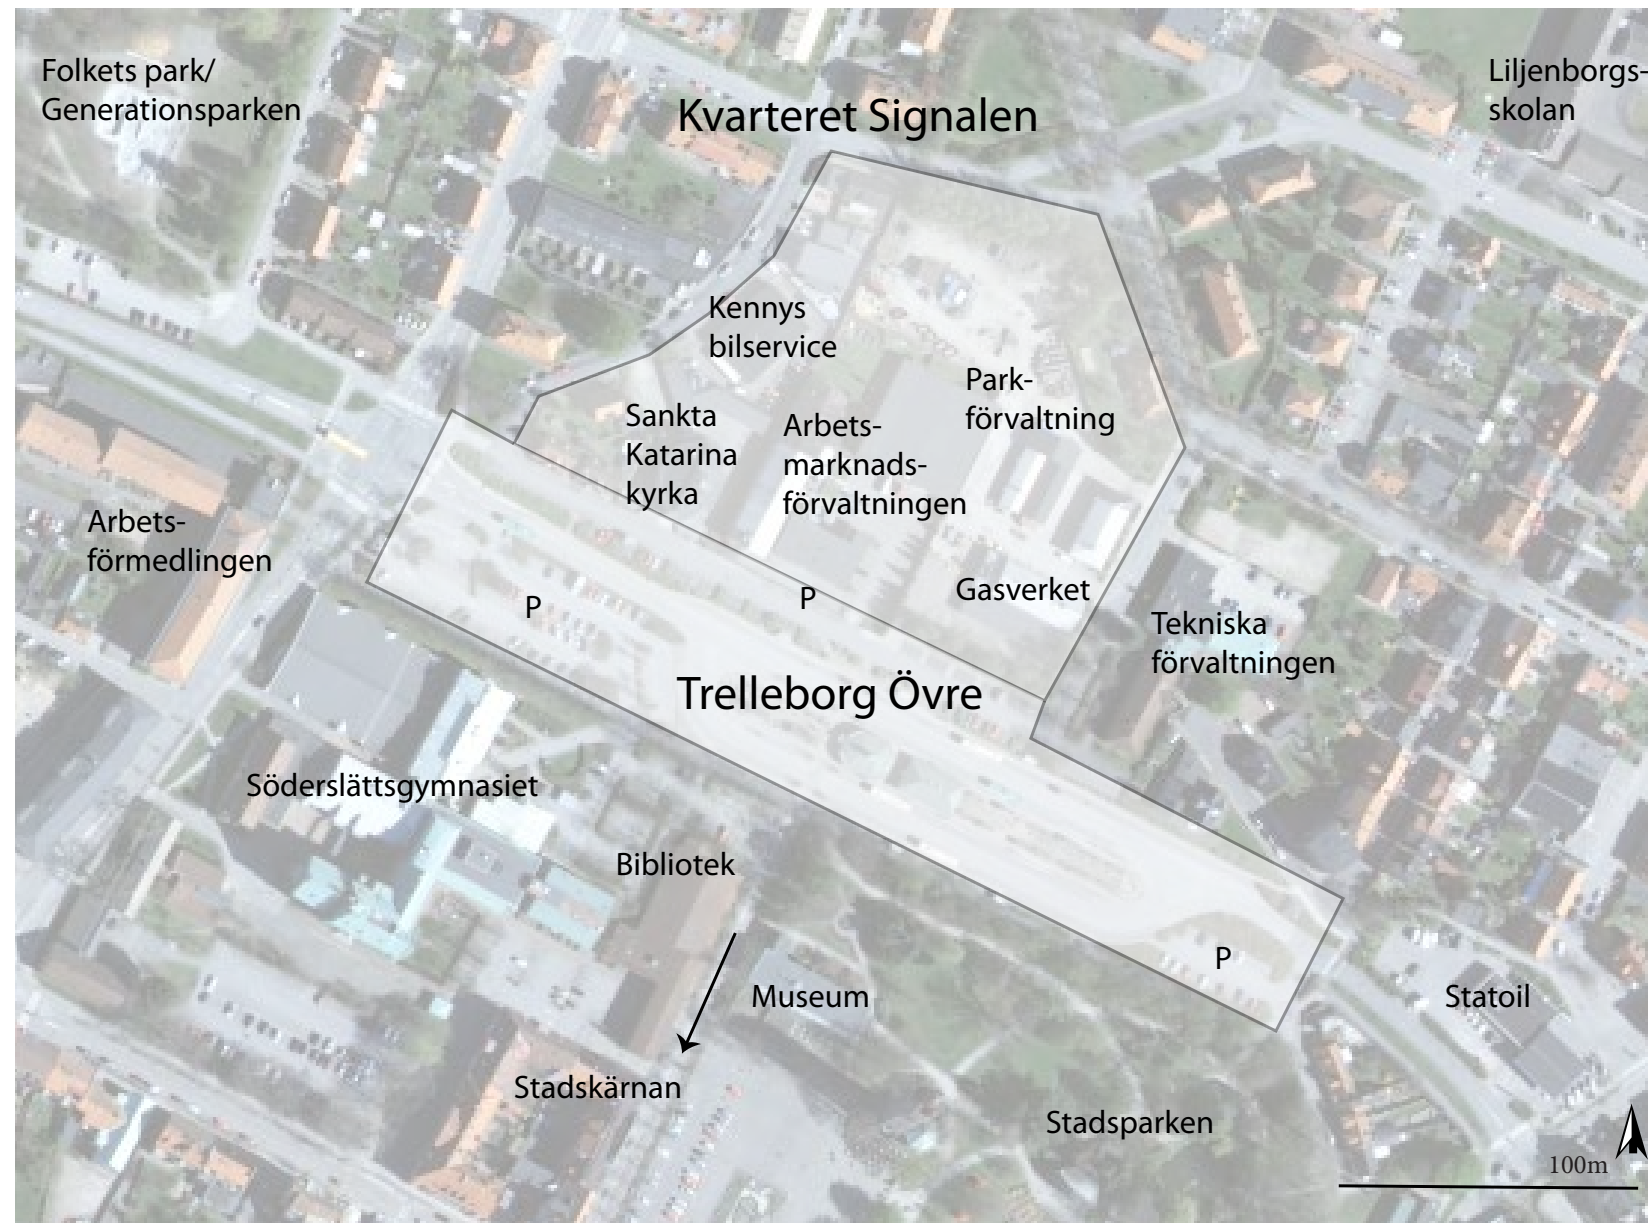 Folkets park/
Generationsparken
Kvarteret Signalen
Liljenborgs-
skolan
Kennys
bilservice
Park-
förvaltning
Sankta
Katarina
kyrka
Arbets-
marknads-
förvaltningen
Arbets-
förmedlingen
Gasverket
P
P
Tekniska
förvaltningen
Trelleborg Övre
Söderslättsgymnasiet
Bibliotek
P
Museum
Statoil
Stadskärnan
Stadsparken
100m